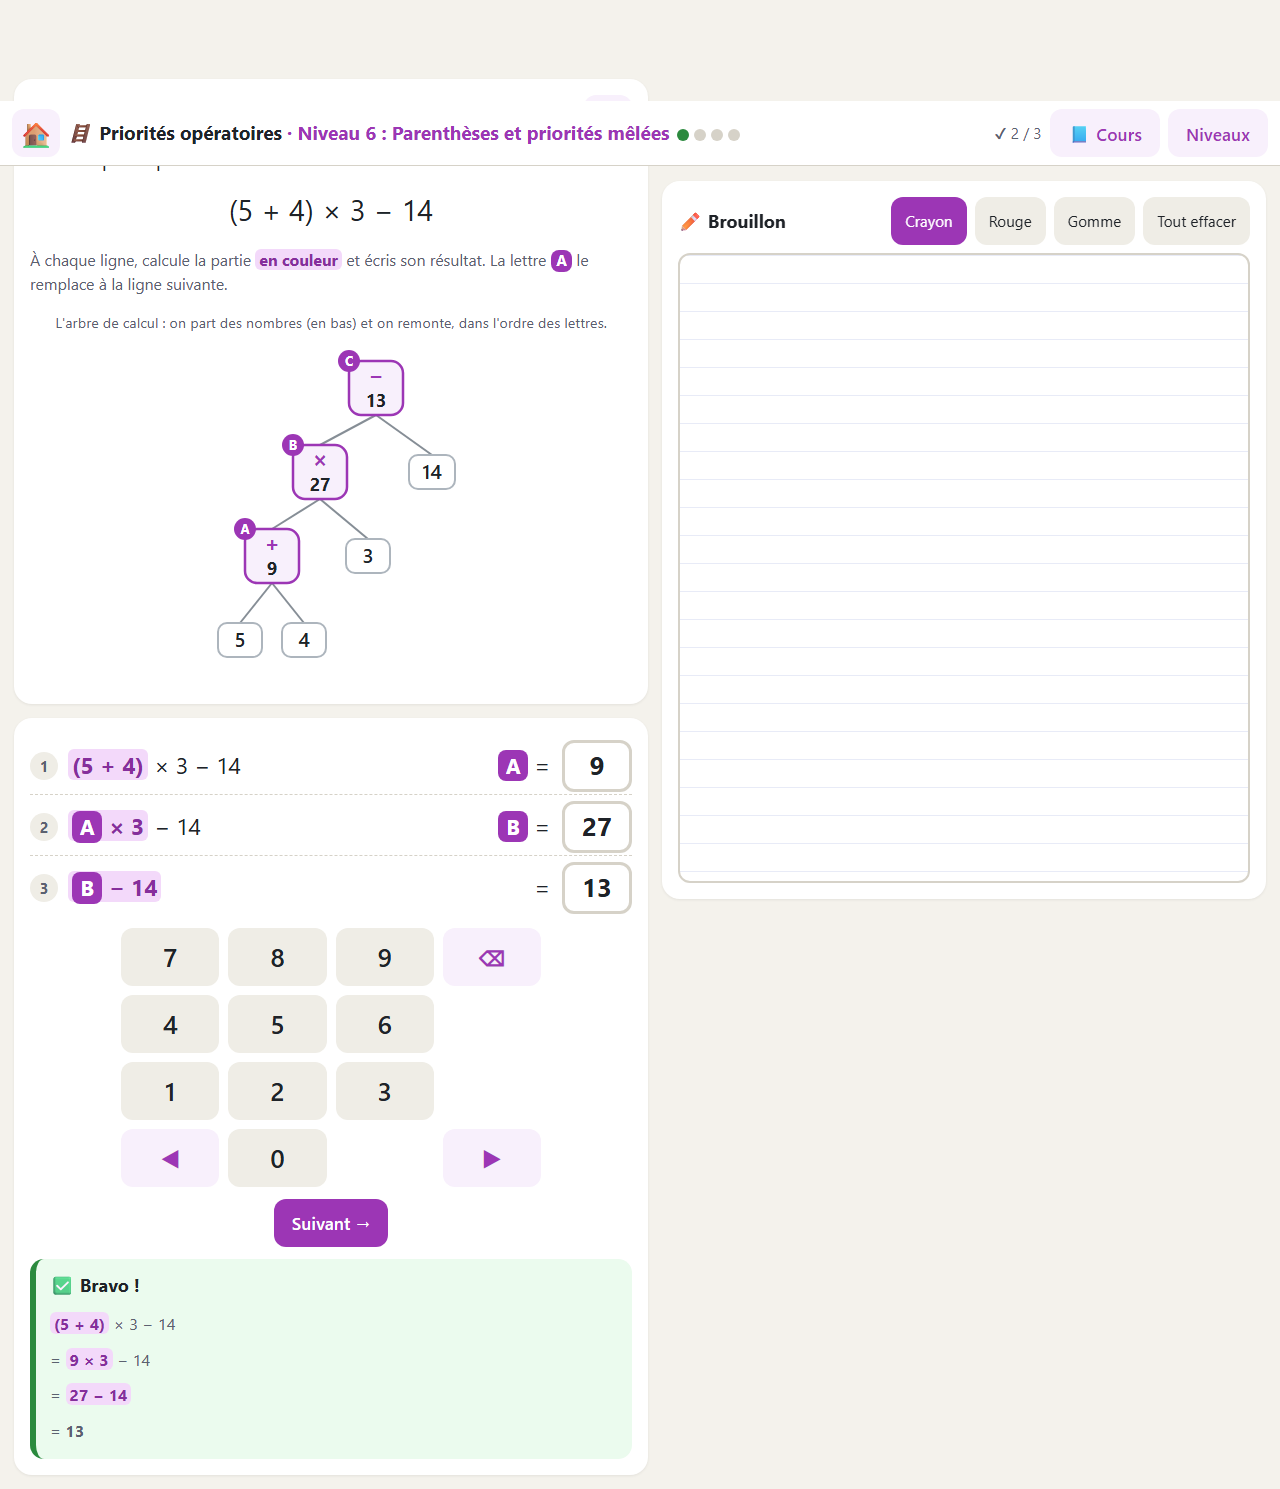 Priorités opératoires · Niveau 6 : Parenthèses et priorités mêlées
✓ 2 / 3
Cours
Niveaux
(5 + 4) × 3 − 14
À chaque ligne, calcule la partie en couleur et écris son résultat. La lettre A le
remplace à la ligne suivante.
L'arbre de calcul : on part des nombres (en bas) et on remonte, dans l'ordre des lettres.
C
−
13
B
×
27
14
A
+
9
3
5
4
1 (5 + 4) × 3 − 14 A = 9
2 A × 3 − 14 B = 27
3 B − 14 = 13
7 8 9 ⌫
4 5 6
1 2 3
◀ 0 ▶
Suivant →
✅ Bravo !
(5 + 4) × 3 − 14
= 9 × 3 − 14
= 27 − 14
= 13
Brouillon
Crayon
Rouge
Gomme
Tout effacer